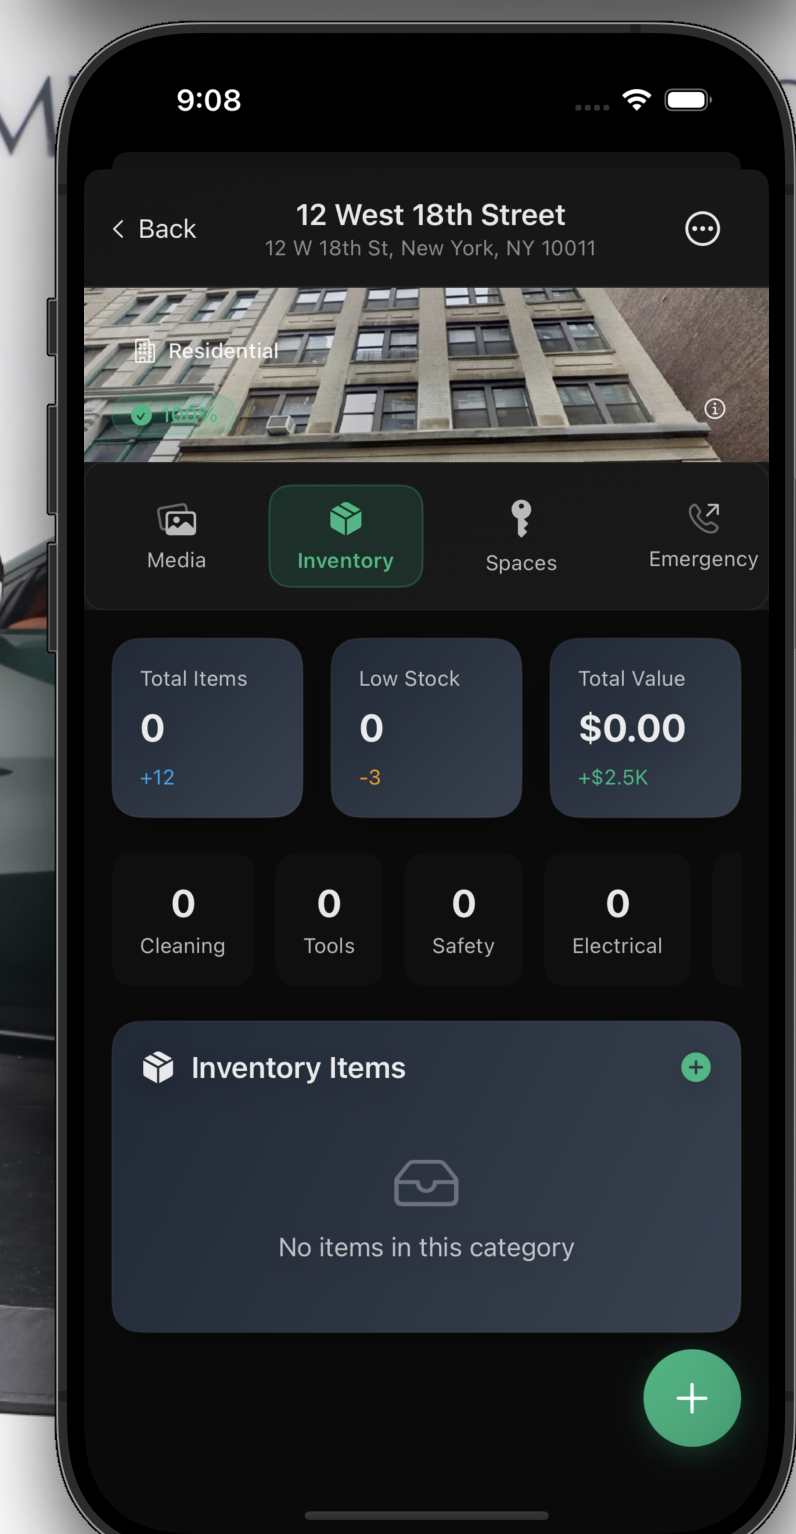 9:08
Back
12 West 18th Street
12 W 18th St, New York, NY 10011
Residential
100%
Media
Inventory
Spaces
Emergency
Total Items
0
+12
Low Stock
0
-3
Total Value
$0.00
+$2.5K
0
Cleaning
0
Tools
0
Safety
0
Electrical
Inventory Items
No items in this category